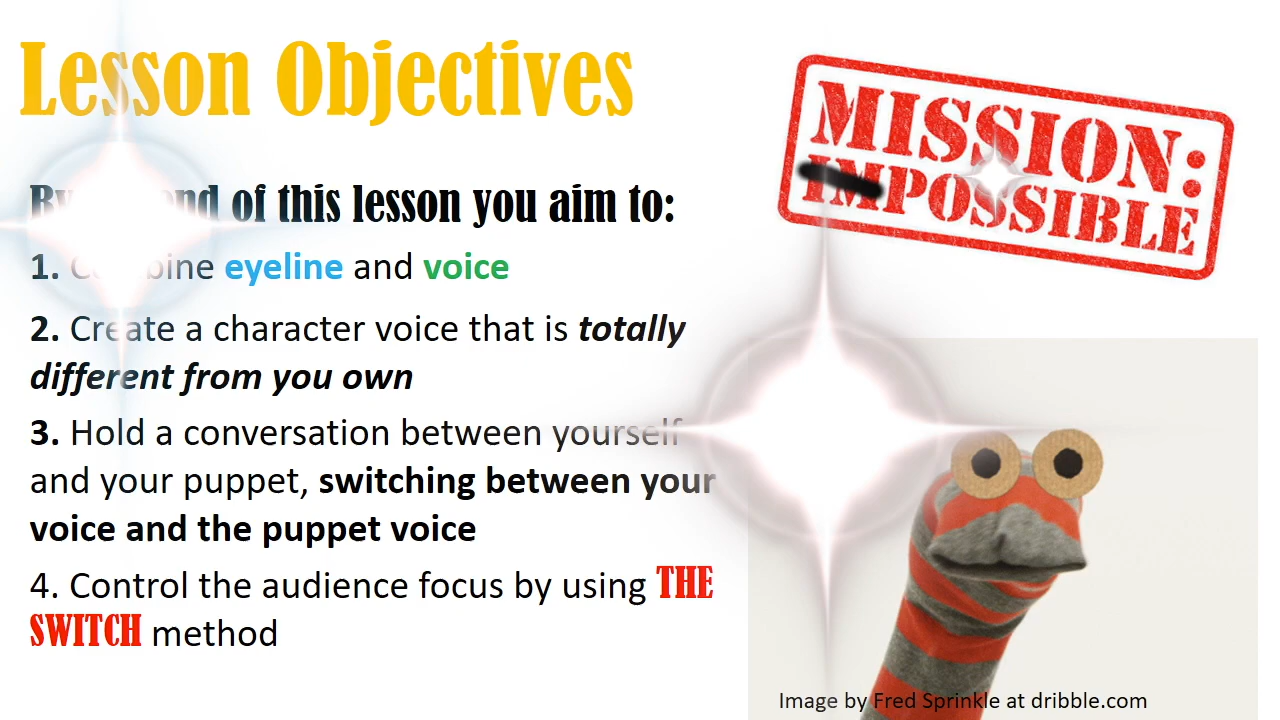 Lesson Objectives
MISSION:
IMPOSSIBLE
By end of this lesson you aim to:
1. Combine eyeline and voice
2. Create a character voice that is totally
different from you own
3. Hold a conversation between yourself
and your puppet, switching between your
voice and the puppet voice
4. Control the audience focus by using THE
SWITCH method
Image by Fred Sprinkle at dribble.com